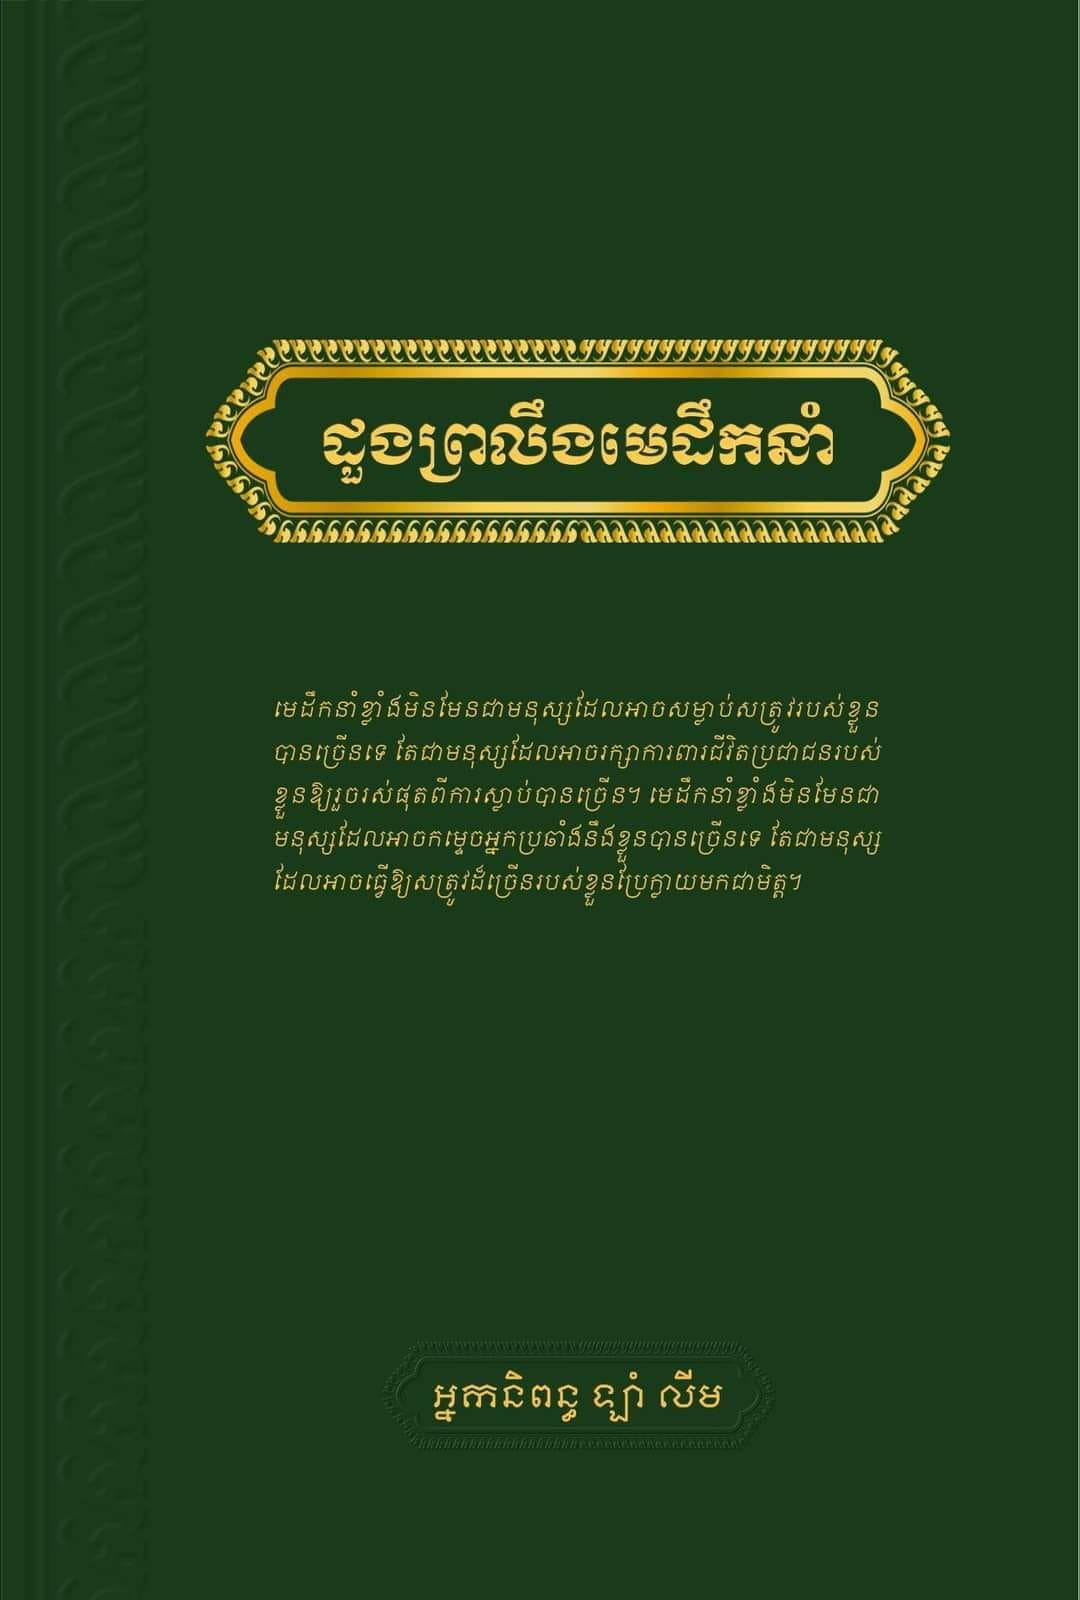 ដួងព្រលឹងមេដឹកនាំ
មេដឹកនាំខ្លាំងមិនមែនជាមនុស្សដែលអាចសម្លាប់សត្រូវរបស់ខ្លួន
បានច្រើនទេ តែជាមនុស្សដែលអាចរក្សាការពារជីវិតប្រជាជនរបស់
ខ្លួនឱ្យរួចរស់ផុតពីការស្លាប់បានច្រើន។ មេដឹកនាំខ្លាំងមិនមែនជា
មនុស្សដែលអាចកម្ទេចអ្នកប្រឆាំងនឹងខ្លួនបានច្រើនទេ តែជាមនុស្ស
ដែលអាចធ្វើឱ្យសត្រូវដ៏ច្រើនរបស់ខ្លួនប្រែក្លាយមកជាមិត្ត។
អ្នកនិពន្ធ ឡាំ លីម